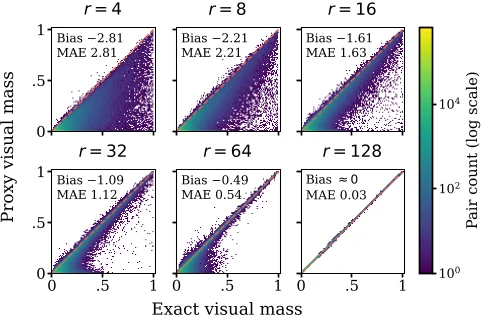 r = 4 r = 8 r = 16
1 Bias −2.81 Bias −2.21 Bias −1.61
MAE 2.81 MAE 2.21 MAE 1.63
.5
0
r = 32 r = 64 r = 128
1 Bias −1.09 Bias −0.49 Bias ≈0
MAE 1.12 MAE 0.54 MAE 0.03
.5
0
0 .5 1 0 .5 1 0 .5 1
Exact visual mass
Proxy visual mass
10⁴
10²
10⁰
Pair count (log scale)